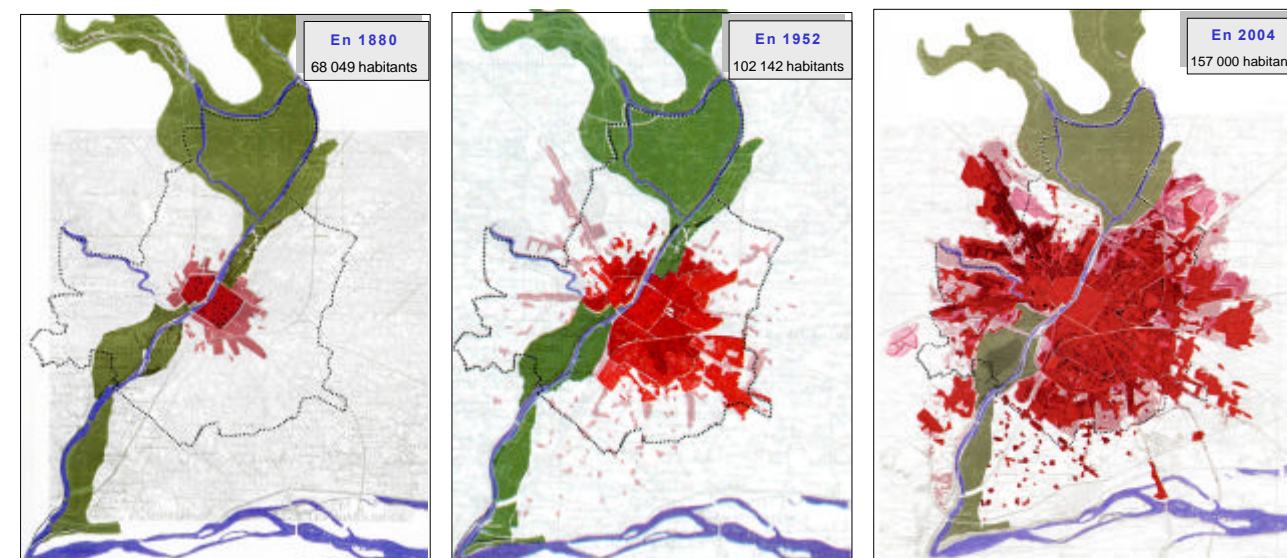 En 1880
68 049 habitants
En 1952
102 142 habitants
En 2004
157 000 habitan